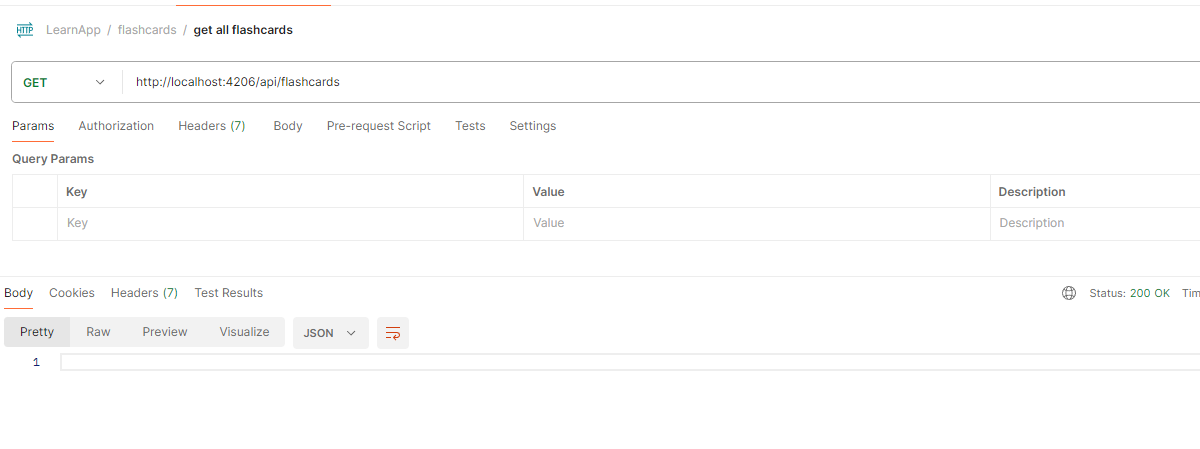 HTTP LearnApp / flashcards / get all flashcards
GET http://localhost:4206/api/flashcards
Params Authorization Headers (7) Body Pre-request Script Tests Settings
Query Params
Key Value Description
Key Value Description
Body Cookies Headers (7) Test Results Status: 200 OK Tim
Pretty Raw Preview Visualize JSON
1